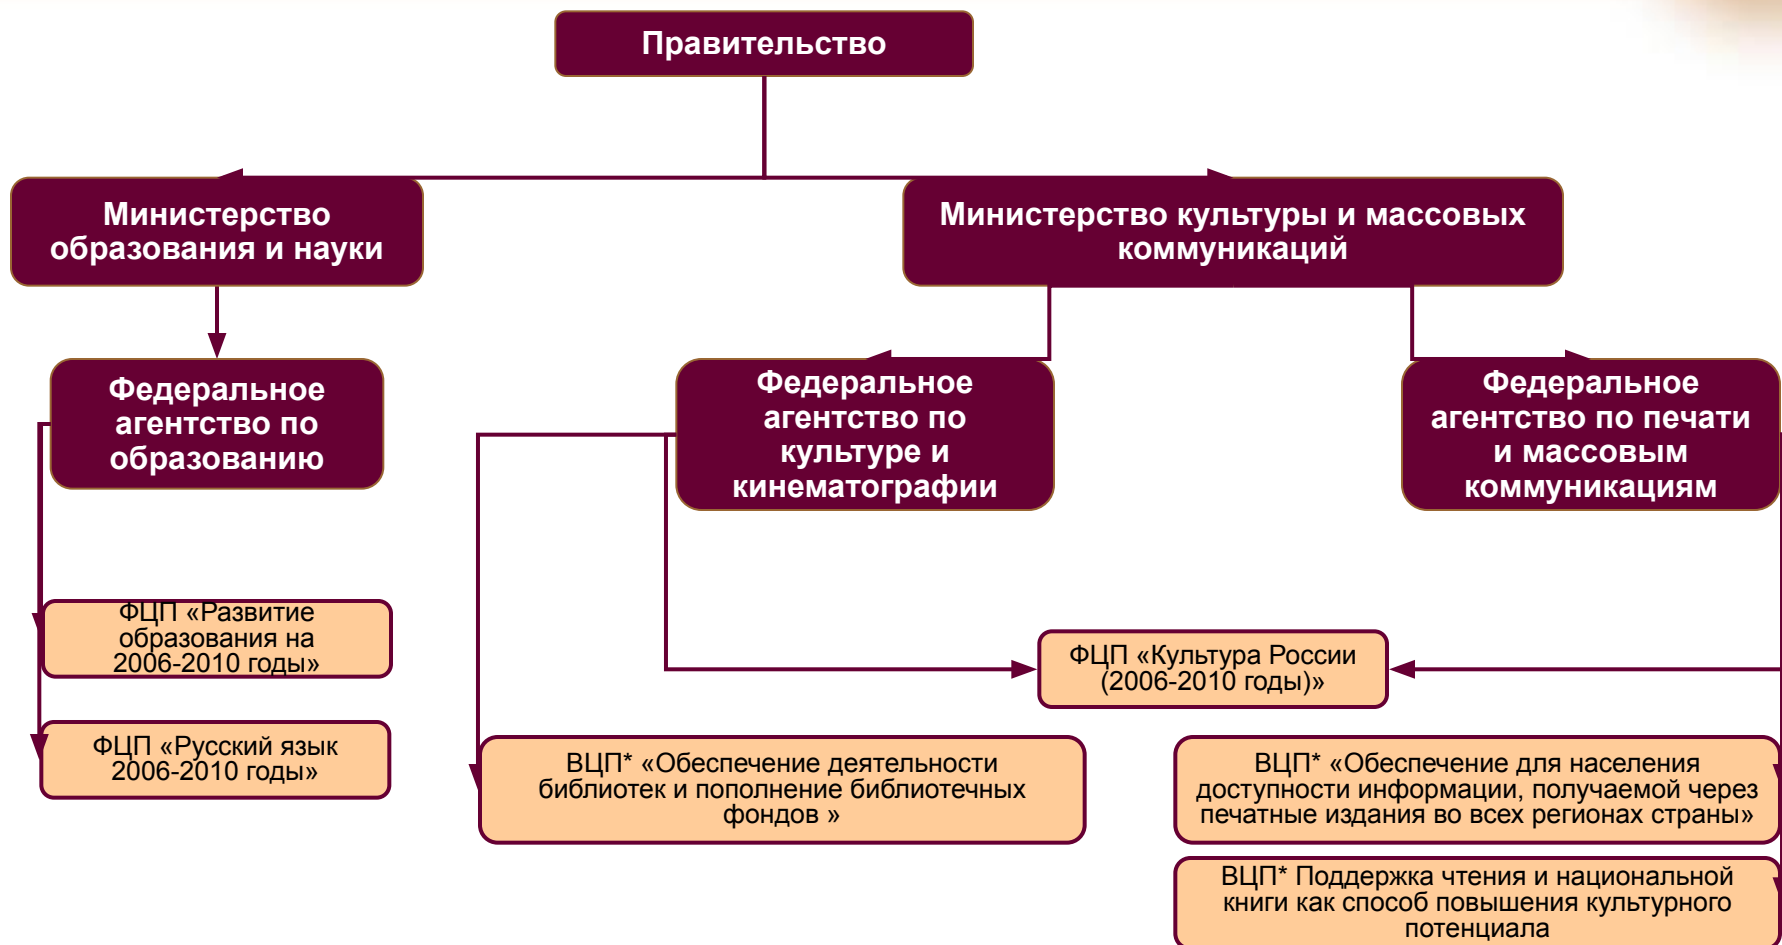 Правительство
Министерство
образования и науки
Министерство культуры и массовых
коммуникаций
Федеральное
агентство по
образованию
Федеральное
агентство по
культуре и
кинематографии
Федеральное
агентство по печати
и массовым
коммуникациям
ФЦП «Развитие
образования на
2006-2010 годы»
ФЦП «Культура России
(2006-2010 годы)»
ФЦП «Русский язык
2006-2010 годы»
ВЦП* «Обеспечение деятельности
библиотек и пополнение библиотечных
фондов »
ВЦП* «Обеспечение для населения
доступности информации, получаемой через
печатные издания во всех регионах страны»
ВЦП* Поддержка чтения и национальной
книги как способ повышения культурного
потенциала